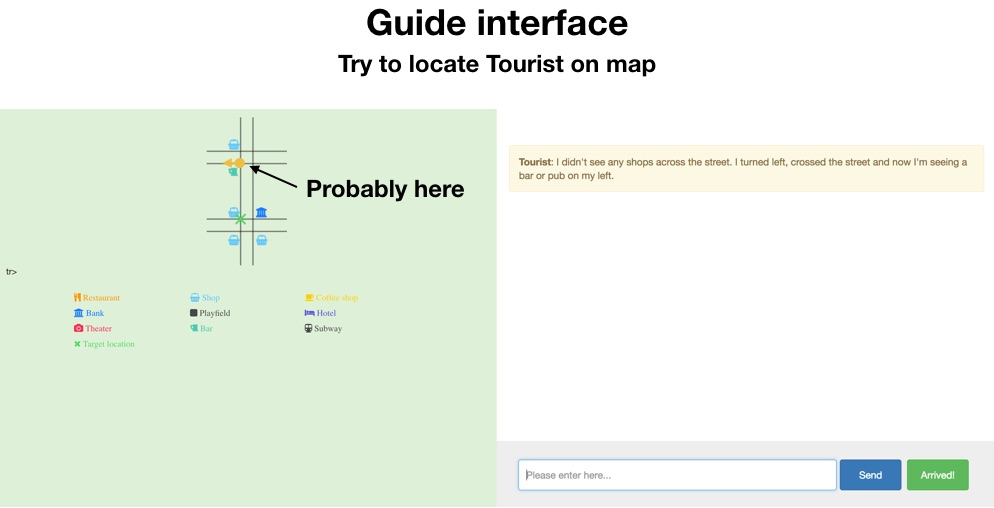 Guide interface
Try to locate Tourist on map
Probably here
tr>
Restaurant Shop Coffee shop
Bank Playfield Hotel
Theater Bar Subway
Target location
Tourist: I didn't see any shops across the street. I turned left, crossed the street and now I'm seeing a
bar or pub on my left.
Please enter here... Send Arrived!